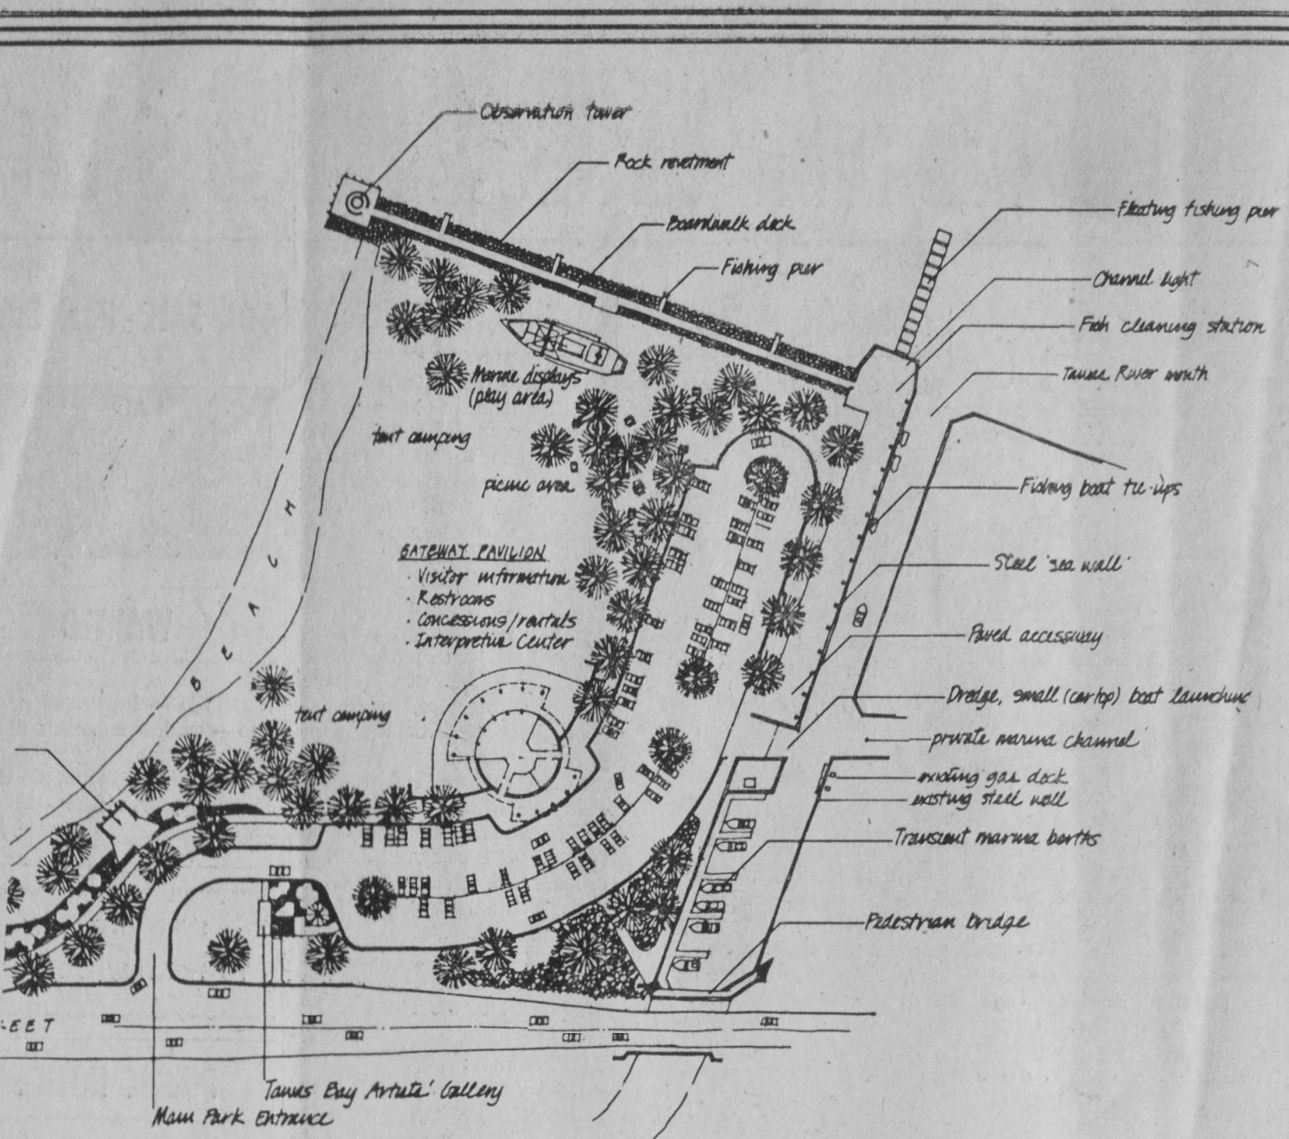 Observation tower
Rock revetment
Boardwalk deck
Fishing pier
Floating fishing pier
Channel light
Fish cleaning station
Tawas River mouth
Marine displays
(play area)
tent camping
picnic area
Fishing boat tie-ups
BEACH
GATEWAY PAVILION
· Visitor information
· Restrooms
· Concessions/rentals
· Interpretive Center
Steel 'sea wall'
Paved accessway
Dredge, small (cartop) boat launching
tent camping
private marina channel
existing gas dock
existing steel wall
Transient marina berths
Pedestrian bridge
EET
Tawas Bay Artists' Gallery
Main Park Entrance